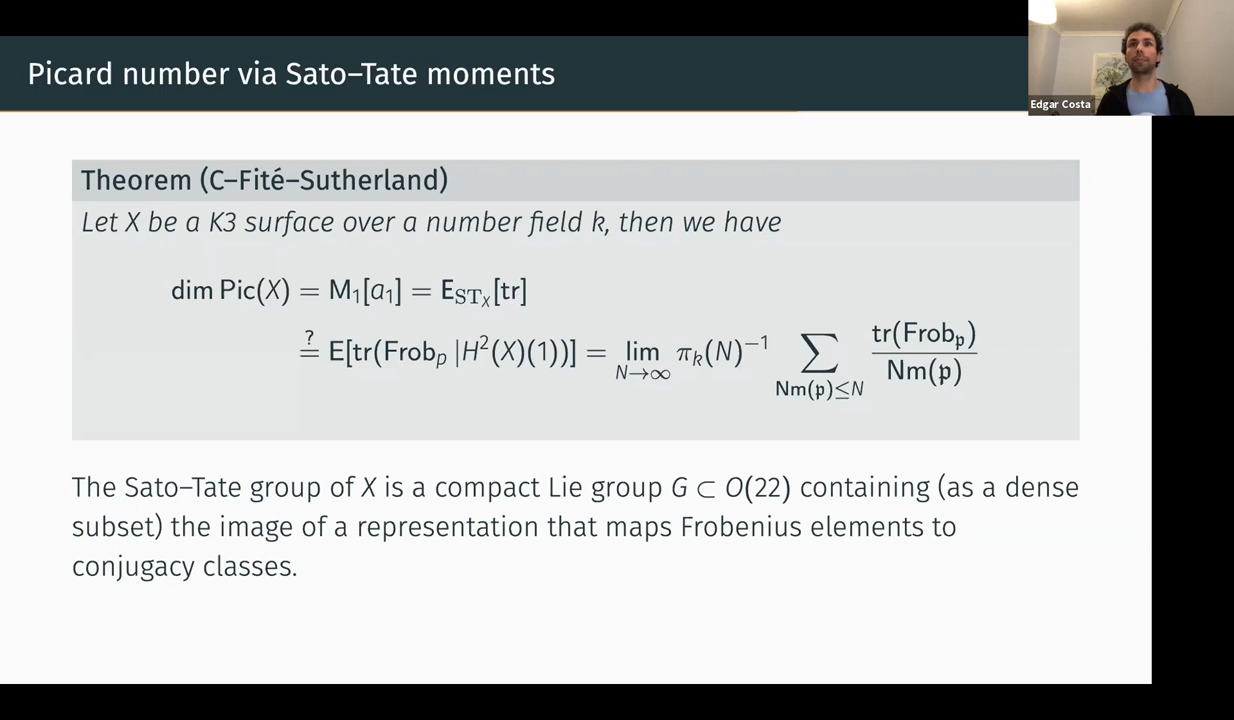 Picard number via Sato–Tate moments
Edgar Costa
Theorem (C–Fité–Sutherland)
Let X be a K3 surface over a number field k, then we have
dim Pic(X) = M₁[a₁] = E_{ST_X}[tr]
≟ E[tr(Frob_p |H²(X)(1))] = lim_{N→∞} π_k(N)⁻¹ ∑_{Nm(𝔭)≤N} tr(Frob_𝔭)/Nm(𝔭)
The Sato–Tate group of X is a compact Lie group G ⊂ O(22) containing (as a dense
subset) the image of a representation that maps Frobenius elements to
conjugacy classes.